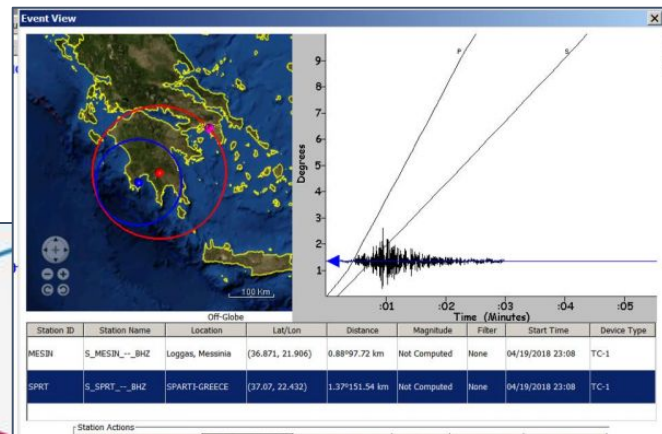 Event View
P
S
9
8
7
6
5
4
3
2
1
Degrees
100 Km
Off-Globe
:01 :02 :03 :04 :05
Time (Minutes)
Station ID Station Name Location Lat/Lon Distance Magnitude Filter Start Time Device Type
MESIN S_MESIN_--_BHZ Loggas, Messinia (36.871, 21.906) 0.88º97.72 km Not Computed None 04/19/2018 23:08 TC-1
SPRT S_SPRT_--_BHZ SPARTI-GREECE (37.07, 22.432) 1.37º151.54 km Not Computed None 04/19/2018 23:08 TC-1
Station Actions